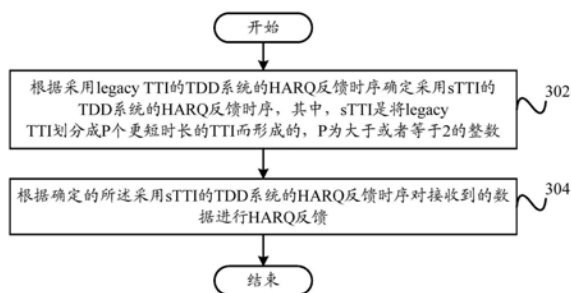 开始
根据采用legacy TTI的TDD系统的HARQ反馈时序确定采用sTTI的
TDD系统的HARQ反馈时序，其中，sTTI是将legacy
TTI划分成P个更短时长的TTI而形成的，P为大于或者等于2的整数
302
根据确定的所述采用sTTI的TDD系统的HARQ反馈时序对接收到的数
据进行HARQ反馈
304
结束